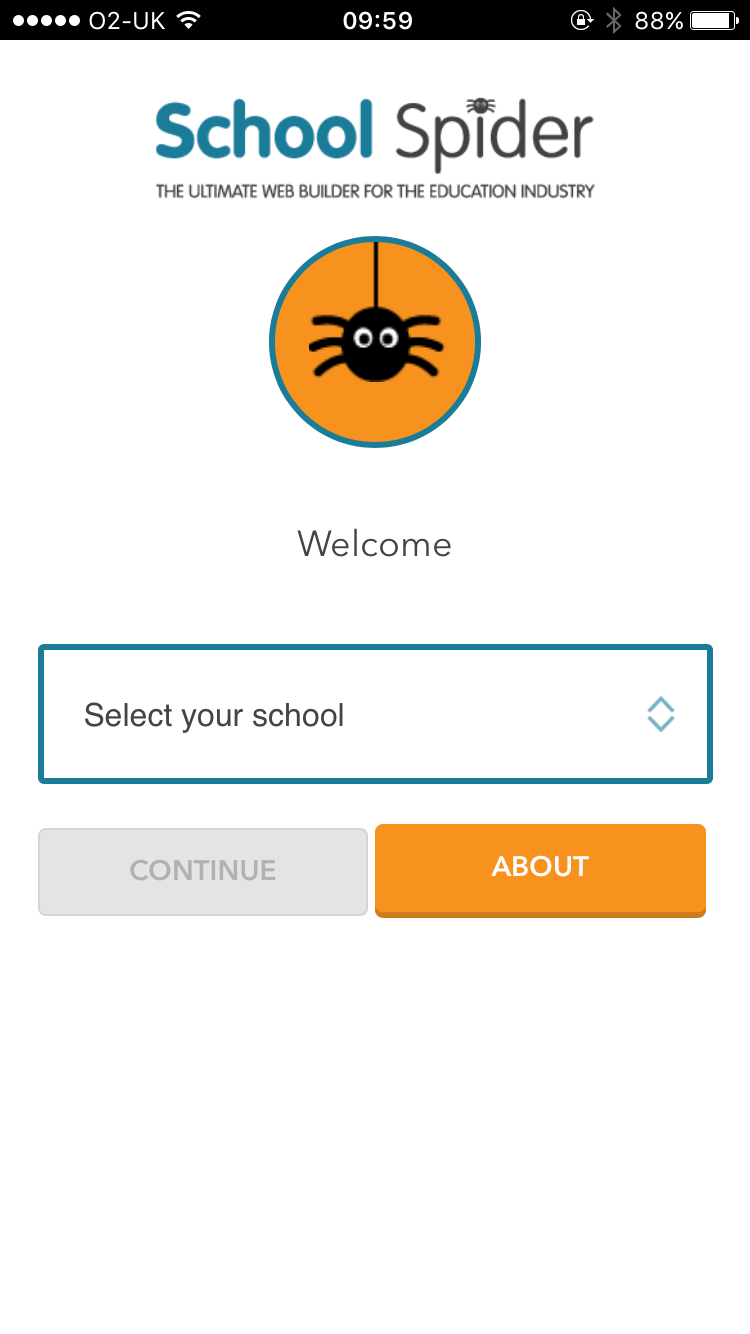 O2-UK 09:59 88%
School Spider
THE ULTIMATE WEB BUILDER FOR THE EDUCATION INDUSTRY
Welcome
Select your school
CONTINUE ABOUT